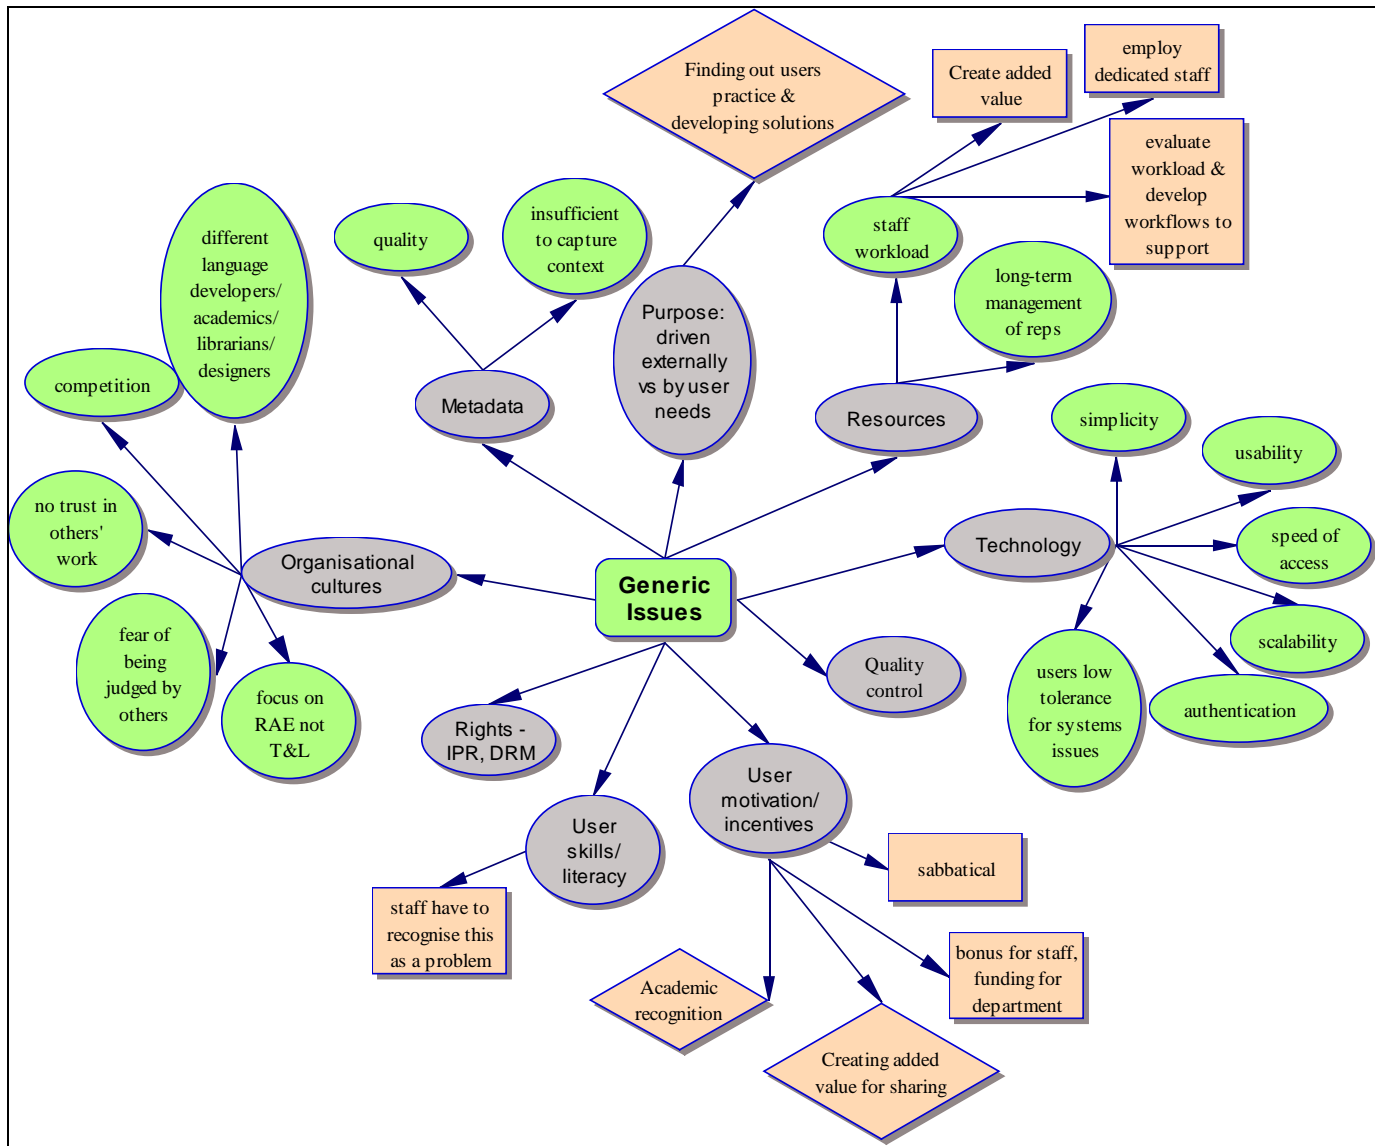 Finding out users
practice &
developing solutions
Create added
value
employ
dedicated staff
evaluate
workload &
develop
workflows to
support
staff
workload
long-term
management
of reps
insufficient
to capture
context
quality
different
language
developers/
academics/
librarians/
designers
competition
Metadata
Purpose:
driven
externally
vs by user
needs
Resources
simplicity
usability
speed of
access
scalability
authentication
users low
tolerance
for systems
issues
Technology
no trust in
others'
work
Organisational
cultures
Generic
Issues
fear of
being
judged by
others
focus on
RAE not
T&L
Quality
control
Rights -
IPR, DRM
User
skills/
literacy
User
motivation/
incentives
sabbatical
staff have to
recognise this
as a problem
Academic
recognition
bonus for staff,
funding for
department
Creating added
value for sharing